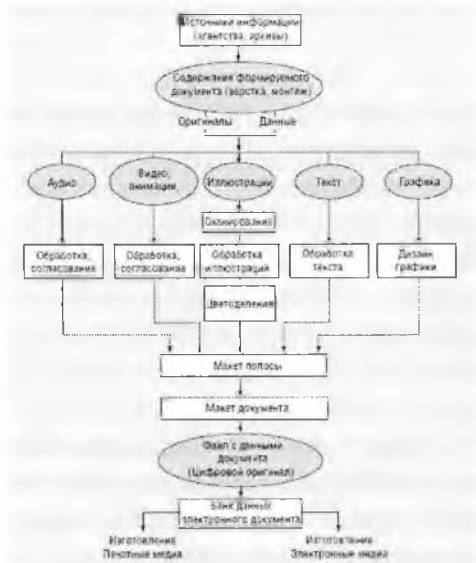 Источники информации
(агентства, архивы)
Содержание формируемого
документа (верстка, монтаж)
Оригиналы Данные
Аудио
Видео,
анимации
Иллюстрации
Текст
Графика
Сканирование
Обработка,
согласование
Обработка,
согласование
Обработка
иллюстраций
Обработка
текста
Дизайн
графики
Цветоделение
Макет полосы
Макет документа
Файл с данными
документа
(Цифровой оригинал)
Банк данных
электронного документа
Изготовление
Печатные медиа
Изготовление
Электронные медиа